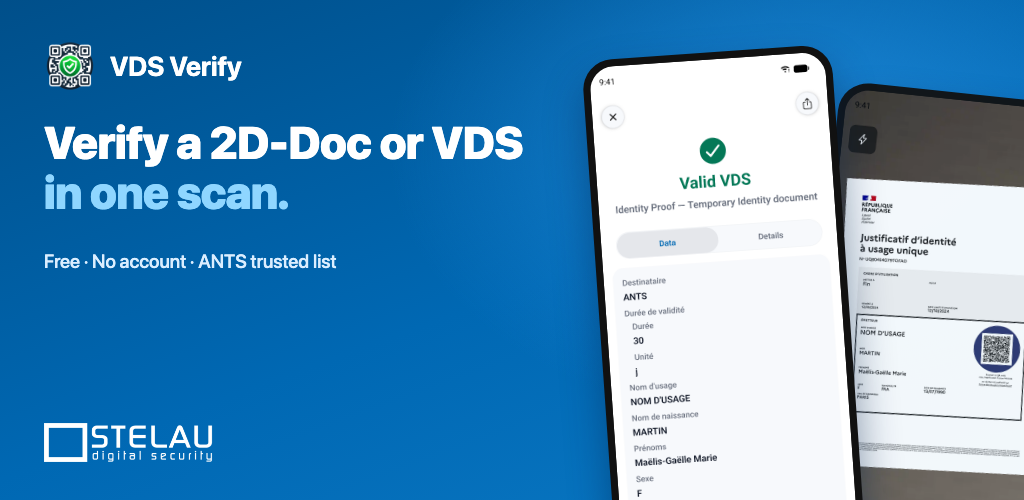 VDS Verify
Verify a 2D-Doc or VDS
in one scan.
Free · No account · ANTS trusted list
STELAU
digital security
9:41
Valid VDS
Identity Proof — Temporary Identity document
Data
Details
Destinataire
ANTS
Durée de validité
Durée
30
Unité
j
Nom d'usage
NOM D'USAGE
Nom de naissance
MARTIN
Prénoms
Maëlis-Gaëlle Marie
Sexe
F
9:41
RÉPUBLIQUE
FRANÇAISE
Justificatif d'identité
à usage unique
NOM D'USAGE
MARTIN
Maëlis-Gaëlle Marie